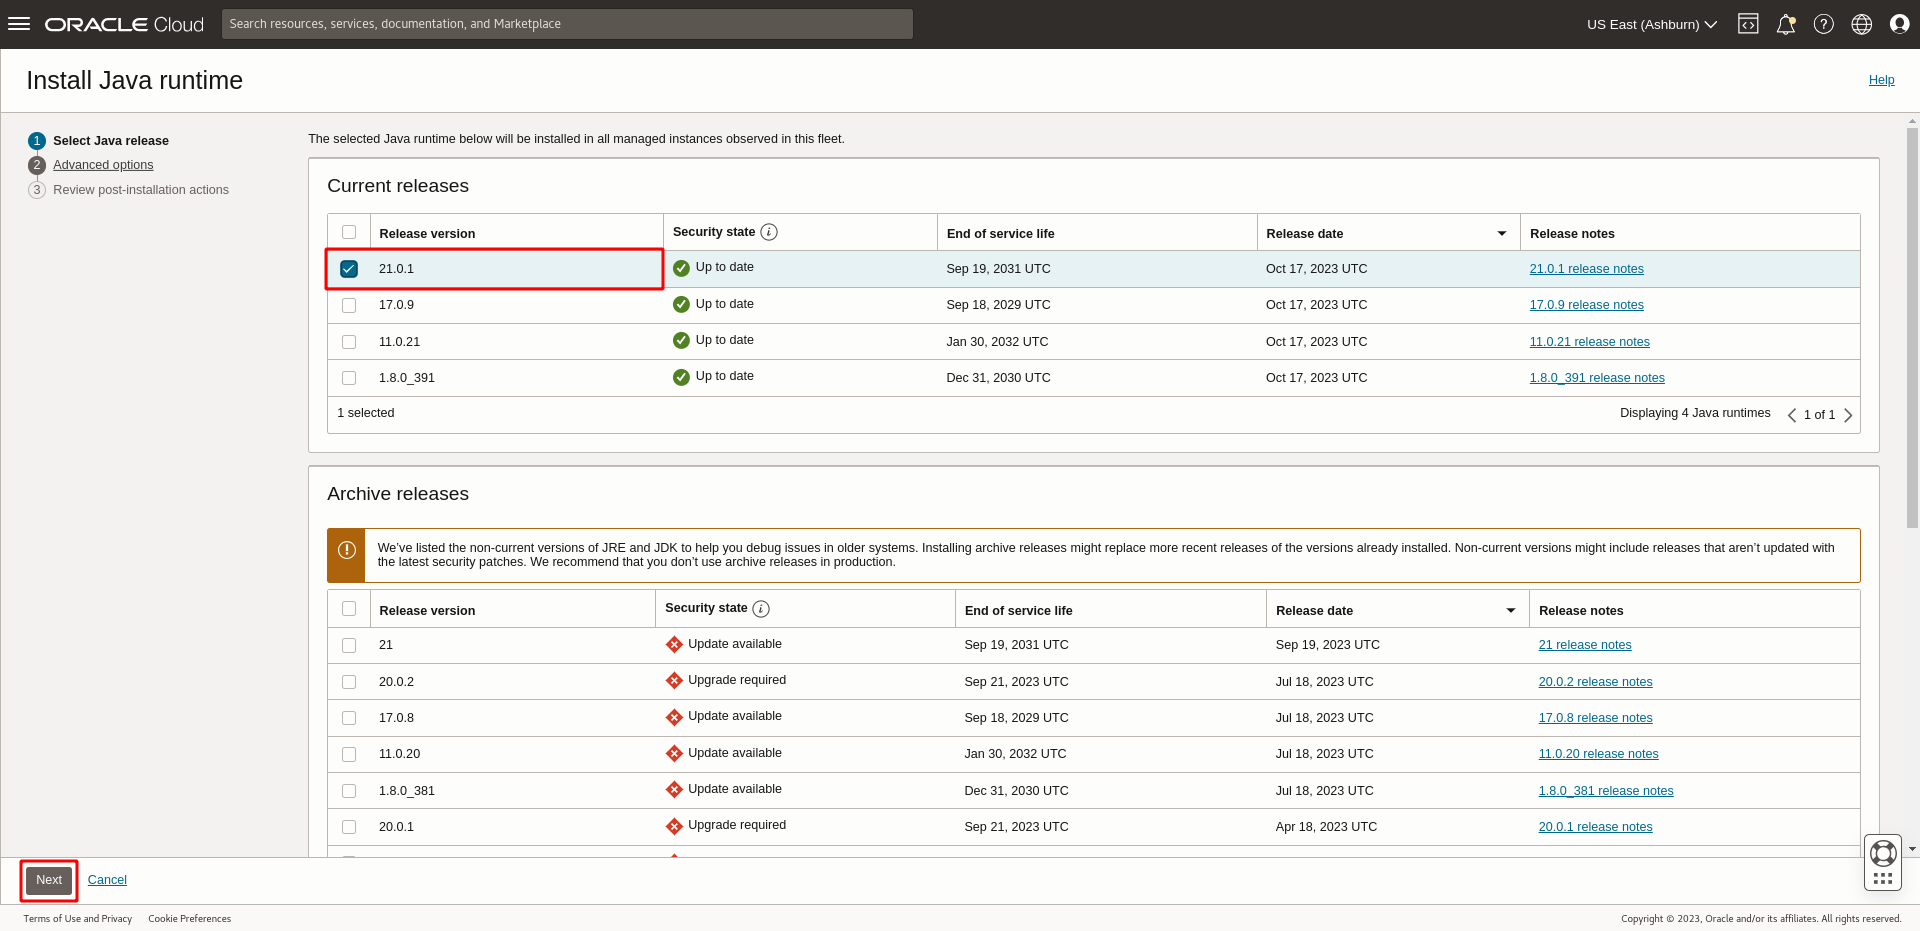 ORACLE Cloud
Search resources, services, documentation, and Marketplace
US East (Ashburn)
Install Java runtime
Help
1 Select Java release
2 Advanced options
3 Review post-installation actions
The selected Java runtime below will be installed in all managed instances observed in this fleet.
Current releases
Release version Security state i End of service life Release date Release notes
21.0.1 Up to date Sep 19, 2031 UTC Oct 17, 2023 UTC 21.0.1 release notes
17.0.9 Up to date Sep 18, 2029 UTC Oct 17, 2023 UTC 17.0.9 release notes
11.0.21 Up to date Jan 30, 2032 UTC Oct 17, 2023 UTC 11.0.21 release notes
1.8.0_391 Up to date Dec 31, 2030 UTC Oct 17, 2023 UTC 1.8.0_391 release notes
1 selected Displaying 4 Java runtimes 1 of 1
Archive releases
We’ve listed the non-current versions of JRE and JDK to help you debug issues in older systems. Installing archive releases might replace more recent releases of the versions already installed. Non-current versions might include releases that aren’t updated with
the latest security patches. We recommend that you don’t use archive releases in production.
Release version Security state i End of service life Release date Release notes
21 Update available Sep 19, 2031 UTC Sep 19, 2023 UTC 21 release notes
20.0.2 Upgrade required Sep 21, 2023 UTC Jul 18, 2023 UTC 20.0.2 release notes
17.0.8 Update available Sep 18, 2029 UTC Jul 18, 2023 UTC 17.0.8 release notes
11.0.20 Update available Jan 30, 2032 UTC Jul 18, 2023 UTC 11.0.20 release notes
1.8.0_381 Update available Dec 31, 2030 UTC Jul 18, 2023 UTC 1.8.0_381 release notes
20.0.1 Upgrade required Sep 21, 2023 UTC Apr 18, 2023 UTC 20.0.1 release notes
Next Cancel
Terms of Use and Privacy Cookie Preferences
Copyright © 2023, Oracle and/or its affiliates. All rights reserved.